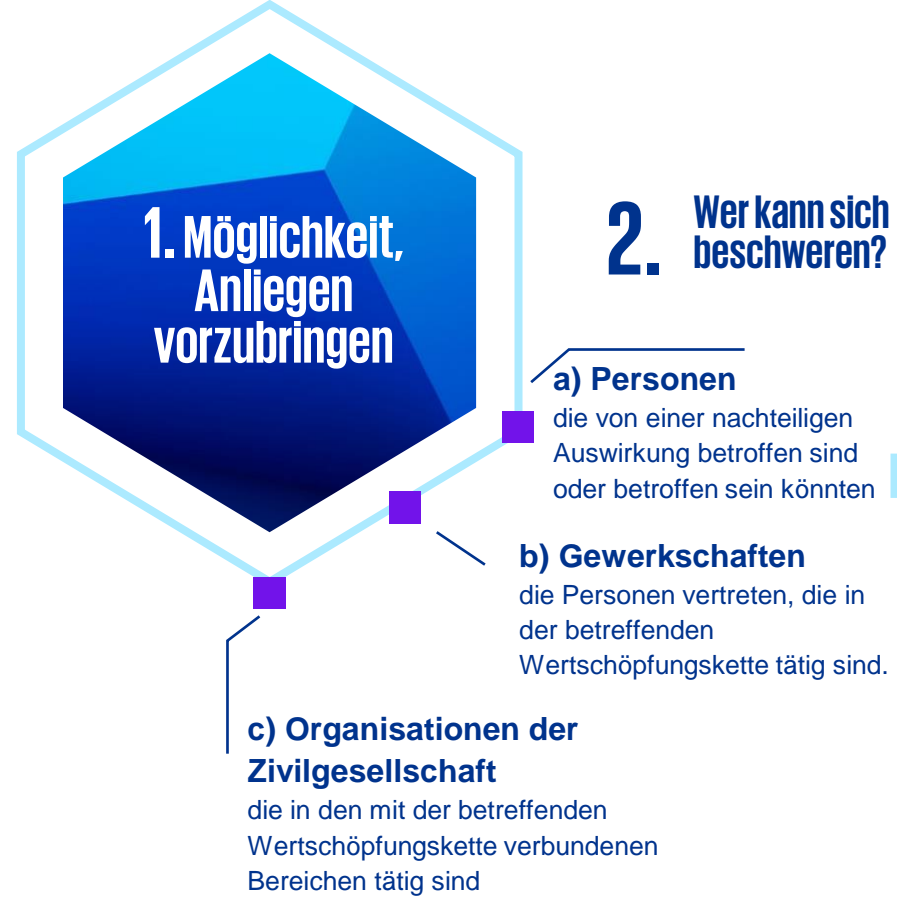 1. Möglichkeit,
Anliegen
vorzubringen
2. Wer kann sich
beschweren?
a) Personen
die von einer nachteiligen
Auswirkung betroffen sind
oder betroffen sein könnten
b) Gewerkschaften
die Personen vertreten, die in
der betreffenden
Wertschöpfungskette tätig sind.
c) Organisationen der
Zivilgesellschaft
die in den mit der betreffenden
Wertschöpfungskette verbundenen
Bereichen tätig sind